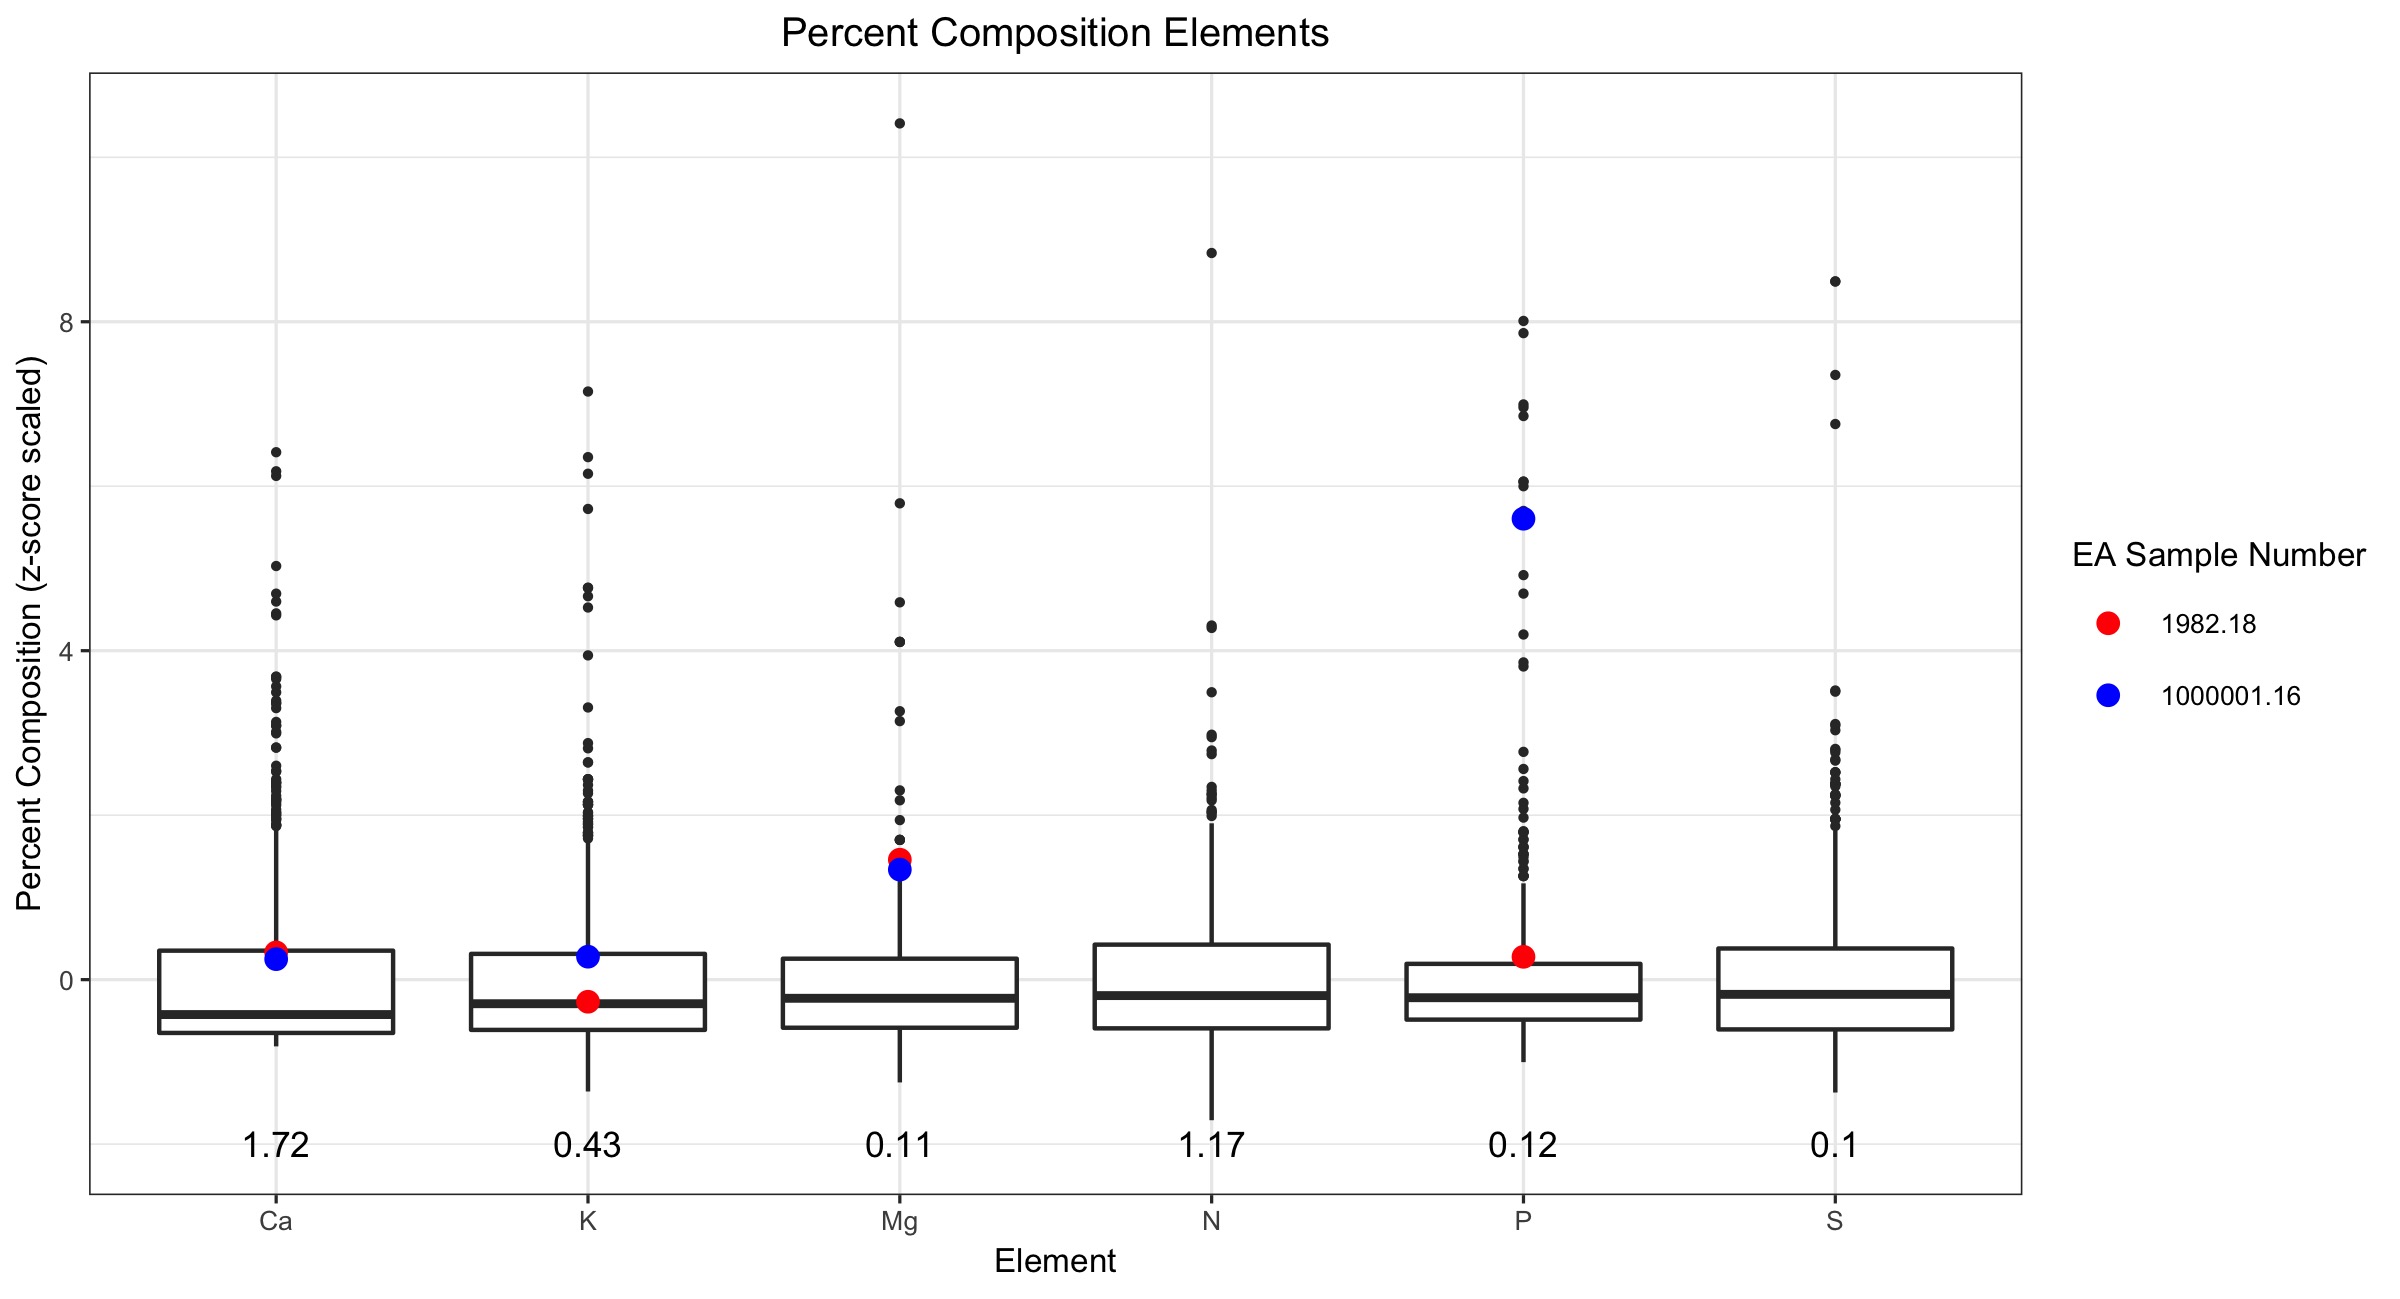 Percent Composition Elements
Percent Composition (z-score scaled)
8
4
0
1.72 0.43 0.11 1.17 0.12 0.1
Ca K Mg N P S
Element
EA Sample Number
1982.18
1000001.16